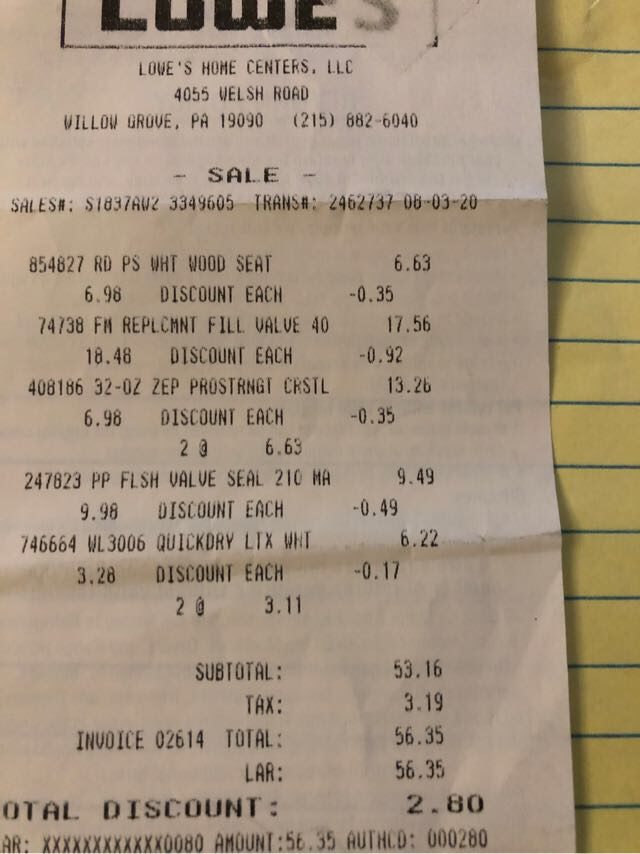 LOWE'S
LOWE'S HOME CENTERS, LLC
4055 WELSH ROAD
WILLOW GROVE, PA 19090 (215) 882-6040
- SALE -
SALES#: S1837AW2 3349605 TRANS#: 2462737 08-03-20
854827 RD PS WHT WOOD SEAT 6.63
6.98 DISCOUNT EACH -0.35
74738 FM REPLCMNT FILL VALVE 40 17.56
18.48 DISCOUNT EACH -0.92
408186 32-OZ ZEP PROSTRNGT CRSTL 13.26
6.98 DISCOUNT EACH -0.35
2 @ 6.63
247823 PP FLSH VALVE SEAL 210 MA 9.49
9.98 DISCOUNT EACH -0.49
746664 WL3006 QUICKDRY LTX WHT 6.22
3.28 DISCOUNT EACH -0.17
2 @ 3.11
SUBTOTAL: 53.16
TAX: 3.19
INVOICE 02614 TOTAL: 56.35
LAR: 56.35
OTAL DISCOUNT: 2.80
AR: XXXXXXXXXXXX0080 AMOUNT:56.35 AUTHCD: 000280